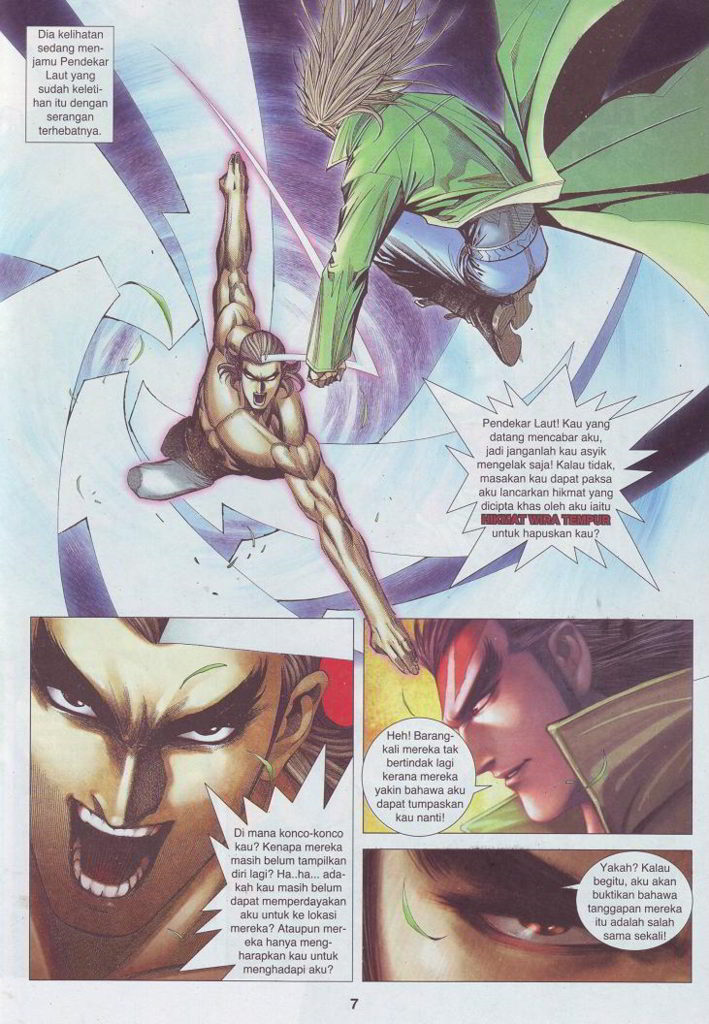 Dia kelihatan
sedang men-
jamu Pendekar
Laut yang
sudah keleti-
han itu dengan
serangan
terhebatnya.
Pendekar Laut! Kau yang
datang mencabar aku,
jadi janganlah kau asyik
mengelak saja! Kalau tidak,
masakan kau dapat paksa
aku lancarkan hikmat yang
dicipta khas oleh aku iaitu
HIKMAT WIRA TEMPUR
untuk hapuskan kau?
Di mana konco-konco
kau? Kenapa mereka
masih belum tampilkan
diri lagi? Ha..ha... ada-
kah kau masih belum
dapat memperdayakan
aku untuk ke lokasi
mereka? Ataupun mer-
eka hanya meng-
harapkan kau untuk
menghadapi aku?
Heh! Barang-
kali mereka tak
bertindak lagi
kerana mereka
yakin bahawa aku
dapat tumpaskan
kau nanti!
Yakah? Kalau
begitu, aku akan
buktikan bahawa
tanggapan mereka
itu adalah salah
sama sekali!
7